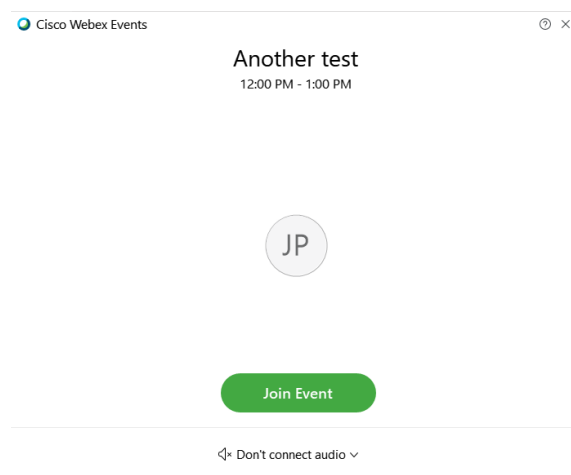 Cisco Webex Events
Another test
12:00 PM - 1:00 PM
JP
Join Event
Don't connect audio